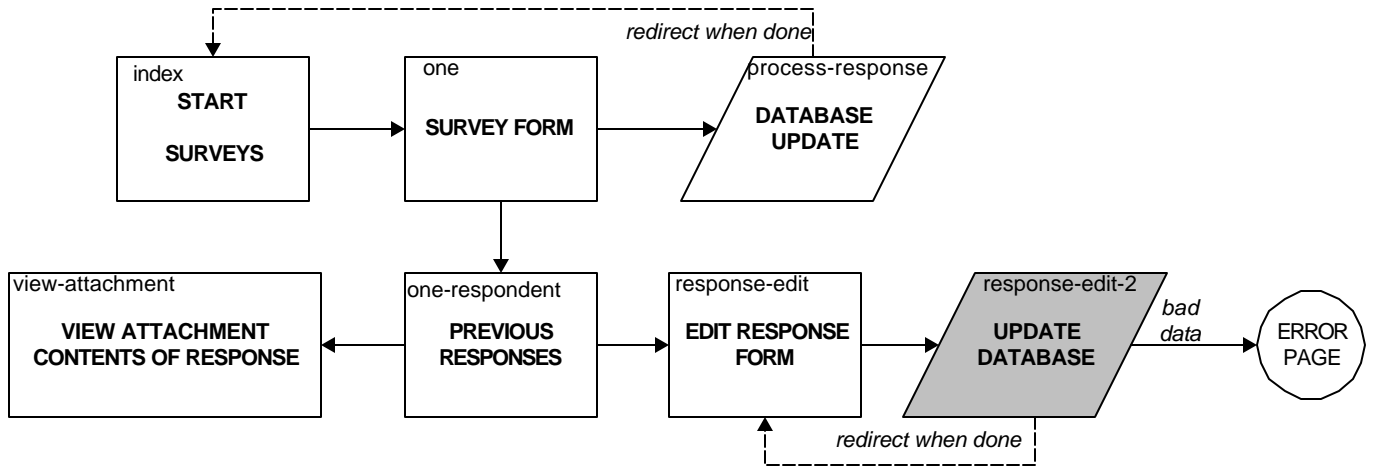 redirect when done
index
START
SURVEYS
one
SURVEY FORM
process-response
DATABASE
UPDATE
view-attachment
VIEW ATTACHMENT
CONTENTS OF RESPONSE
one-respondent
PREVIOUS
RESPONSES
response-edit
EDIT RESPONSE
FORM
response-edit-2
UPDATE
DATABASE
bad
data
ERROR
PAGE
redirect when done